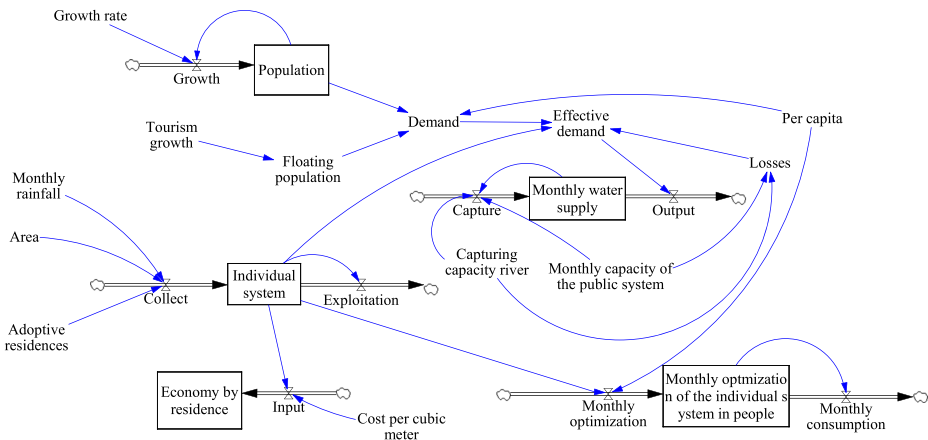 Growth rate
Growth
Population
Tourism
growth
Floating
population
Demand
Effective
demand
Per capita
Losses
Monthly
rainfall
Area
Adoptive
residences
Collect
Individual
system
Exploitation
Capture
Monthly water
supply
Output
Capturing
capacity river
Monthly capacity of
the public system
Economy by
residence
Input
Cost per cubic
meter
Monthly
optimization
Monthly optmizatio
n of the individual s
ystem in people
Monthly
consumption